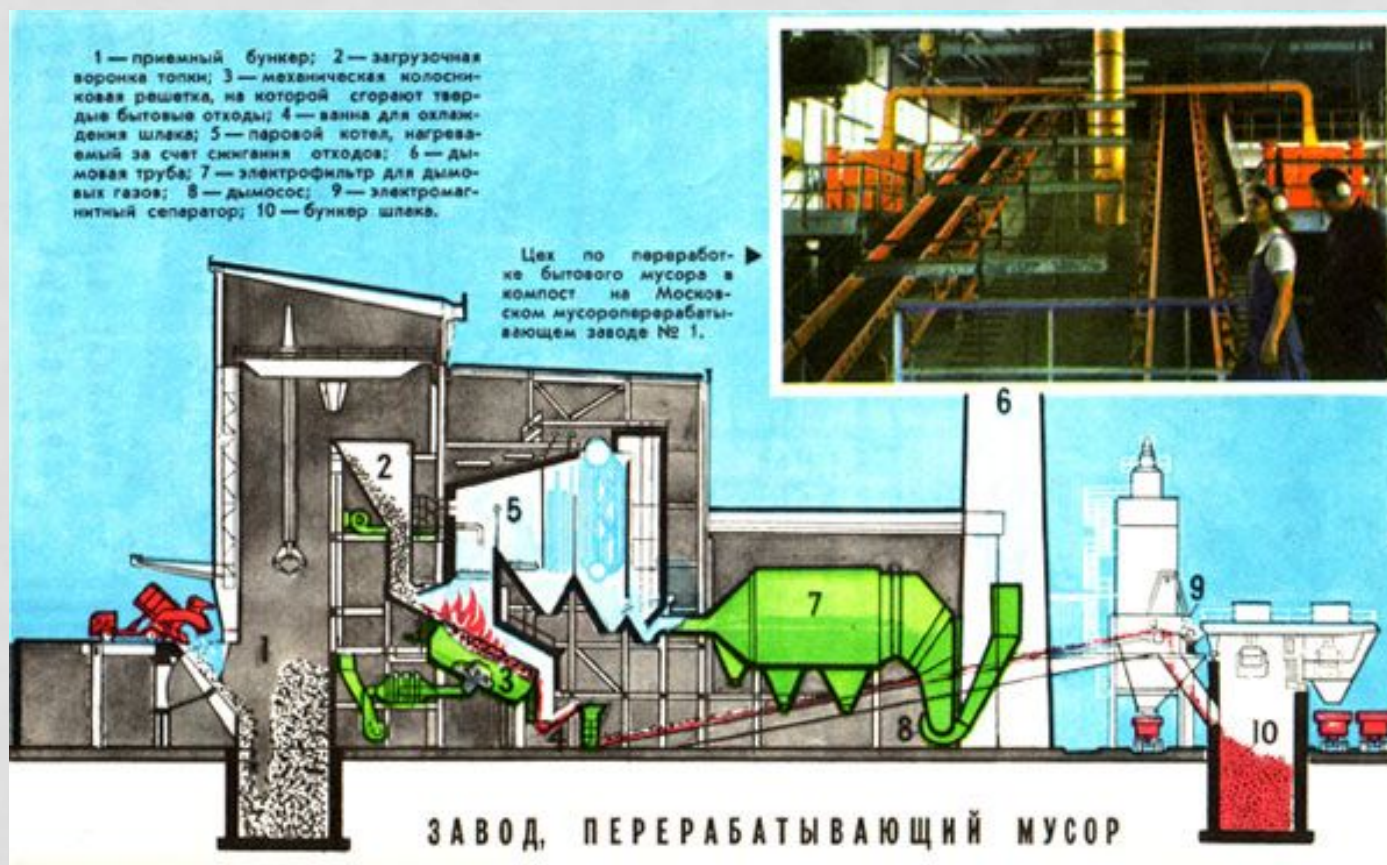 1 — приемный бункер; 2 — загрузочная
воронка топки; 3 — механическая колосни-
ковая решетка, на которой сгорают твер-
дые бытовые отходы; 4 — ванна для охлаж-
дения шлака; 5 — паровой котел, нагрева-
емый за счет сжигания отходов; 6 — ды-
мовая труба; 7 — электрофильтр для дымо-
вых газов; 8 — дымосос; 9 — электромаг-
нитный сепаратор; 10 — бункер шлака.
Цех по переработ-
ке бытового мусора в
компост на Москов-
ском мусороперерабаты-
вающем заводе № 1.
6
2
5
9
7
1
3
4
8
10
ЗАВОД, ПЕРЕРАБАТЫВАЮЩИЙ МУСОР